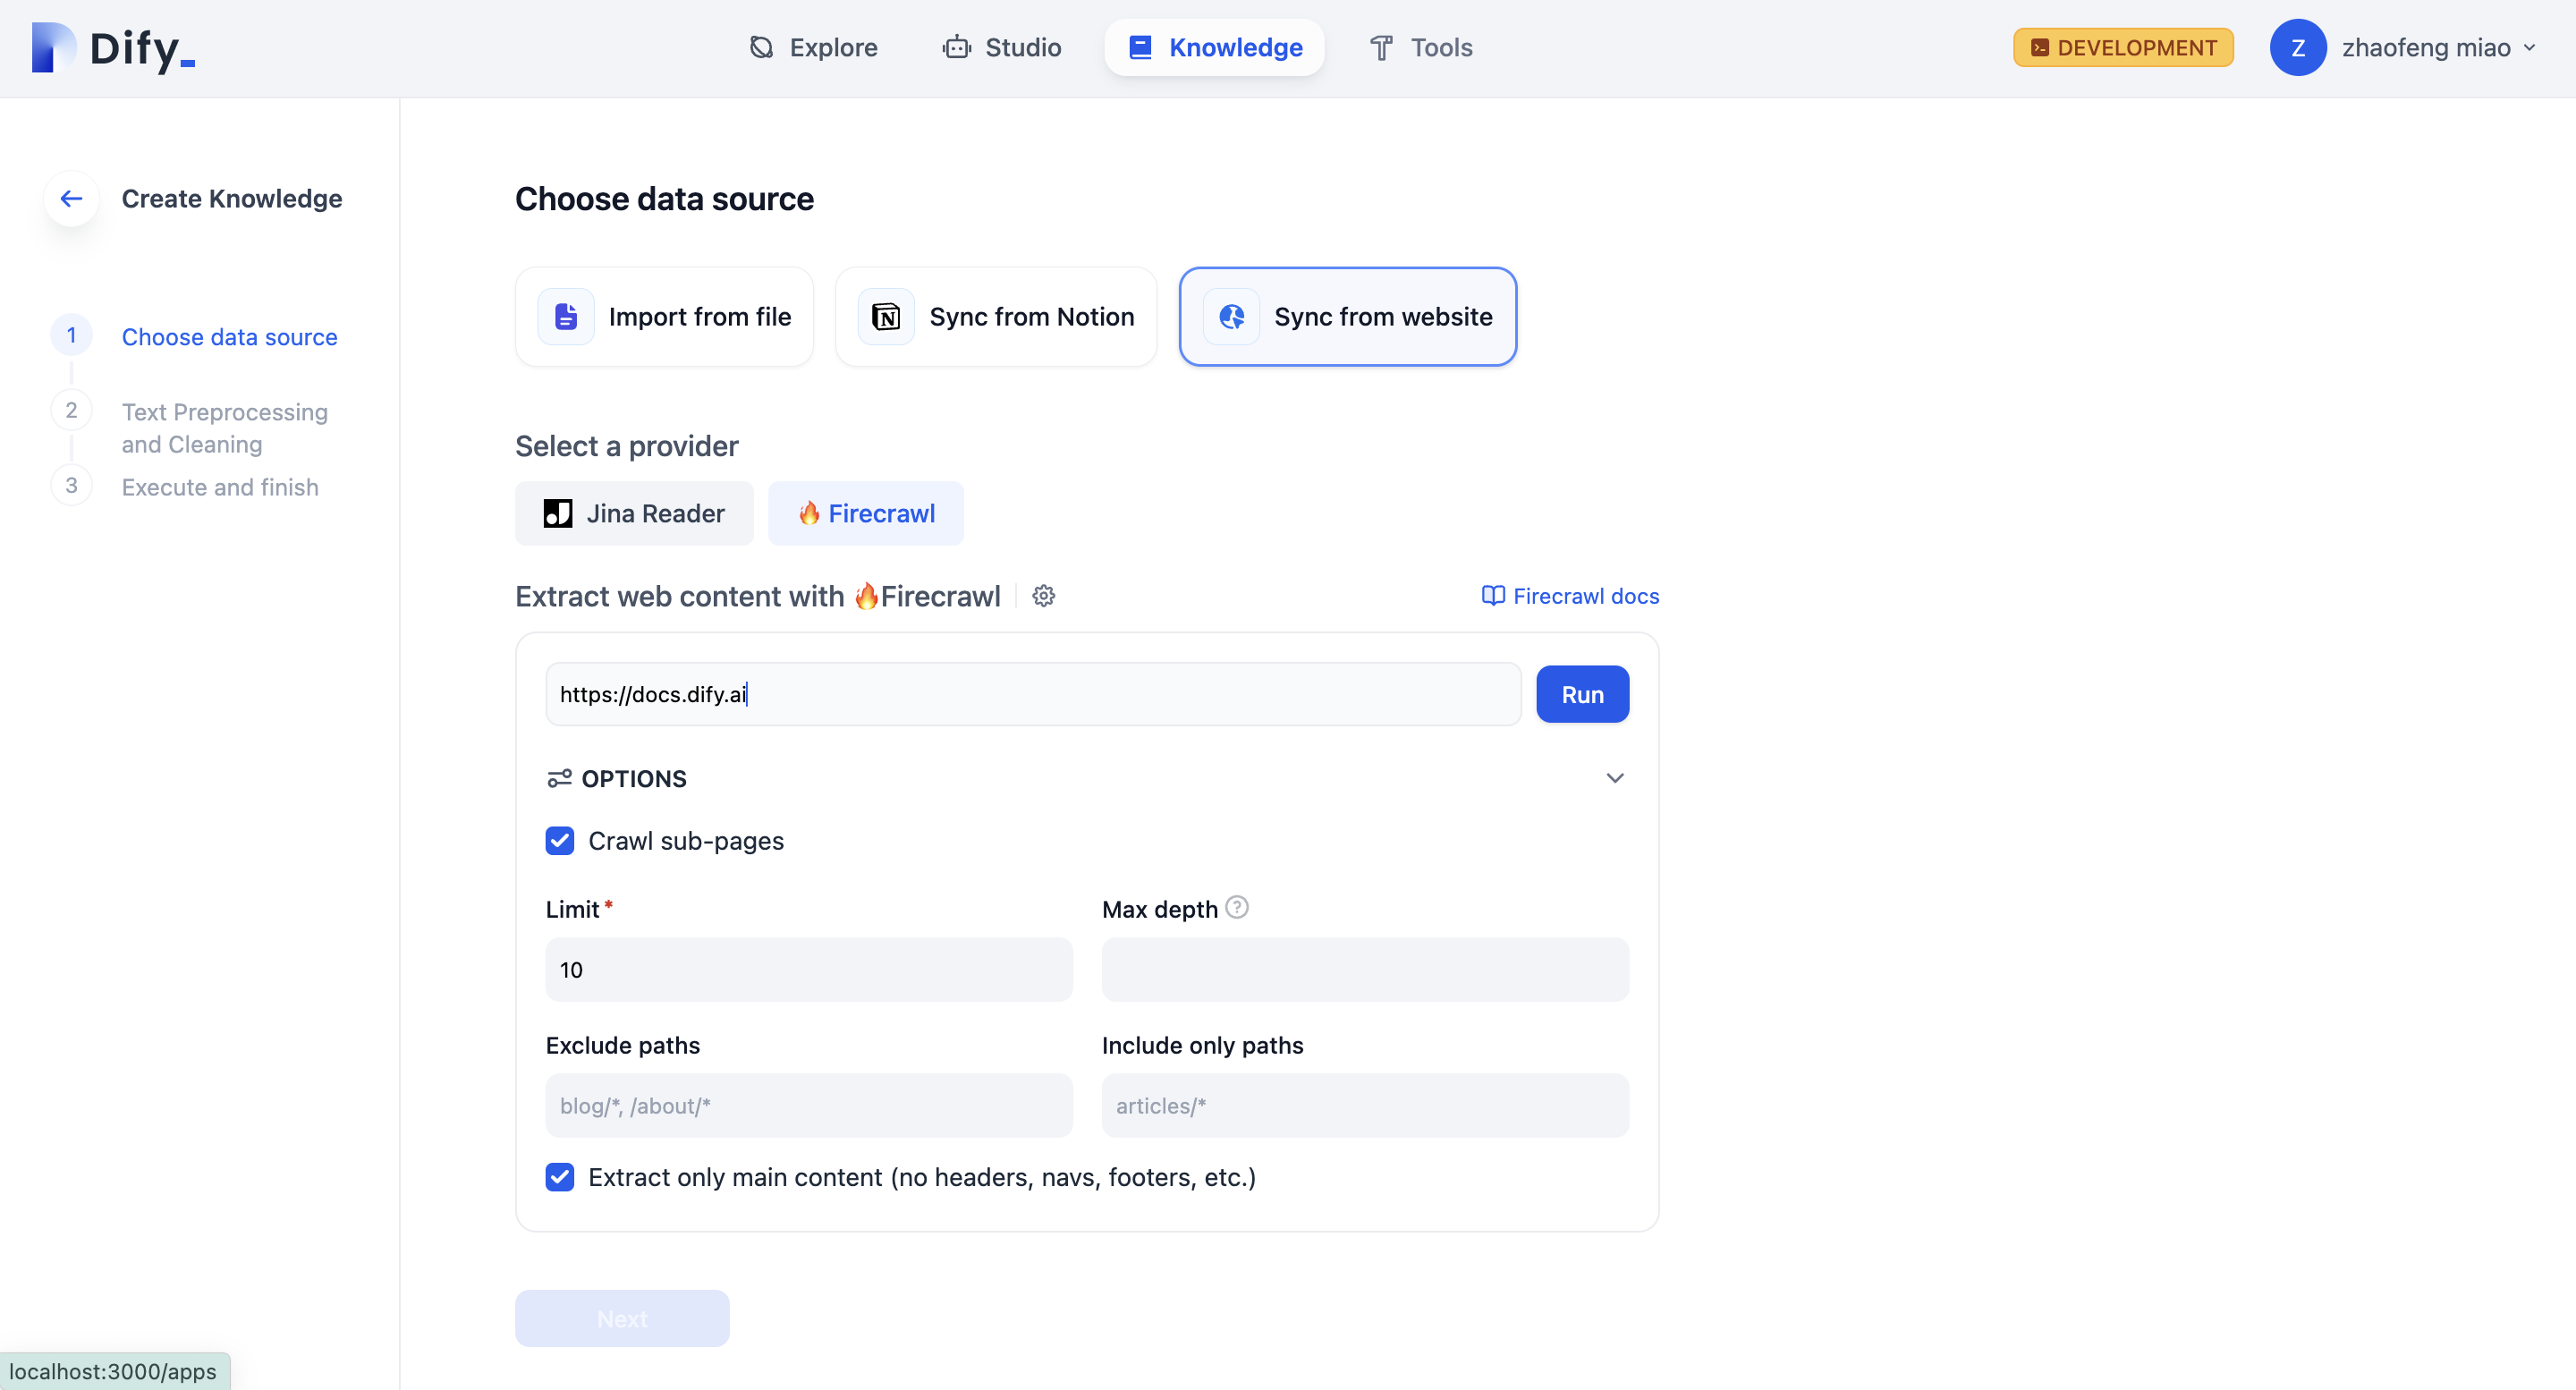 Dify_
Explore
Studio
Knowledge
Tools
DEVELOPMENT
Z
zhaofeng miao
Create Knowledge
1
Choose data source
2
Text Preprocessing
and Cleaning
3
Execute and finish
Choose data source
Import from file
Sync from Notion
Sync from website
Select a provider
Jina Reader
🔥 Firecrawl
Extract web content with 🔥Firecrawl
Firecrawl docs
https://docs.dify.ai
Run
OPTIONS
Crawl sub-pages
Limit*
Max depth ?
10
Exclude paths
Include only paths
blog/*, /about/*
articles/*
Extract only main content (no headers, navs, footers, etc.)
Next
localhost:3000/apps